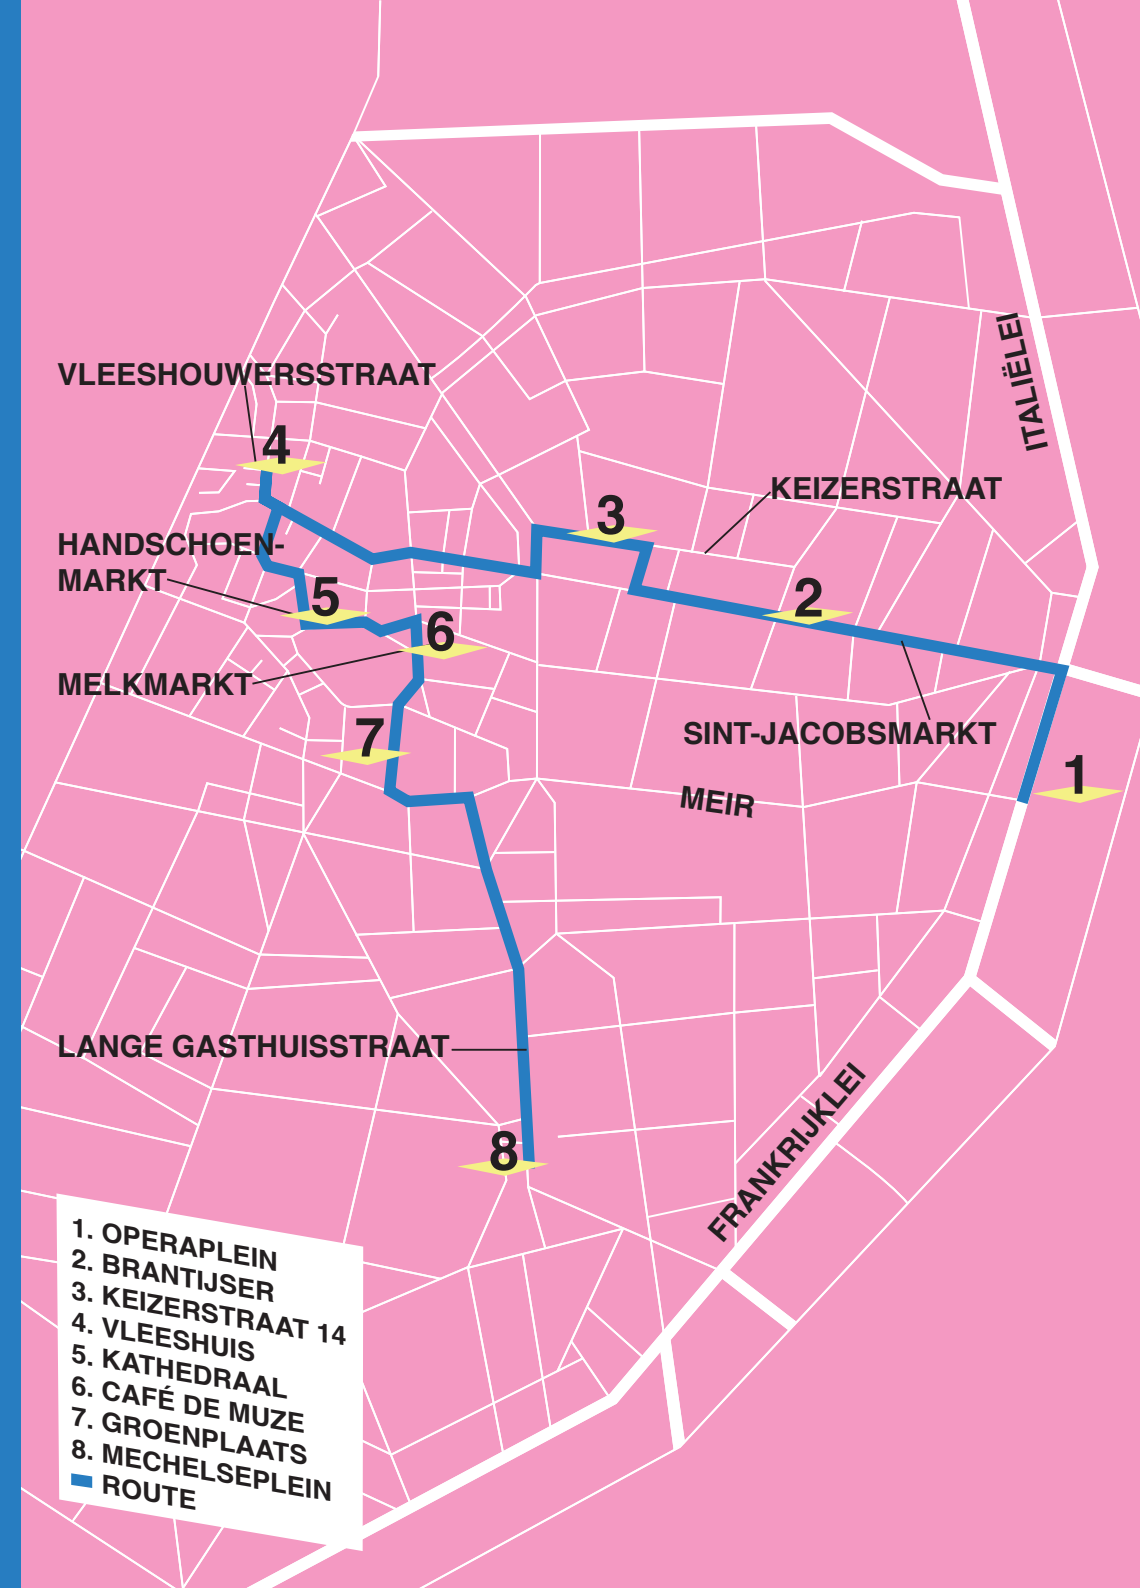 ITALIËLEI
VLEESHOUWERSSTRAAT
4
KEIZERSTRAAT
3
HANDSCHOEN-
MARKT
5
2
6
MELKMARKT
SINT-JACOBSMARKT
7
1
MEIR
LANGE GASTHUISSTRAAT
FRANKRIJKLEI
8
1. OPERAPLEIN
2. BRANTIJSER
3. KEIZERSTRAAT 14
4. VLEESHUIS
5. KATHEDRAAL
6. CAFÉ DE MUZE
7. GROENPLAATS
8. MECHELSEPLEIN
ROUTE